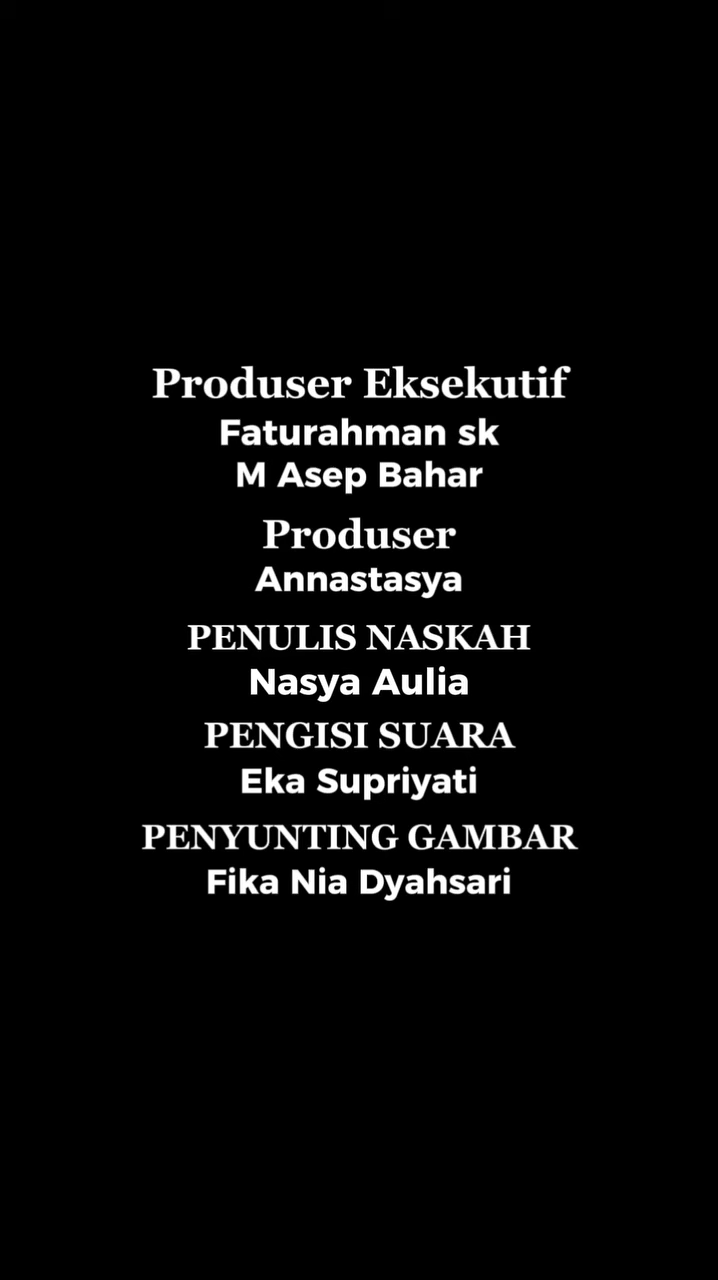 Produser Eksekutif
Faturahman sk
M Asep Bahar
Produser
Annastasya
PENULIS NASKAH
Nasya Aulia
PENGISI SUARA
Eka Supriyati
PENYUNTING GAMBAR
Fika Nia Dyahsari